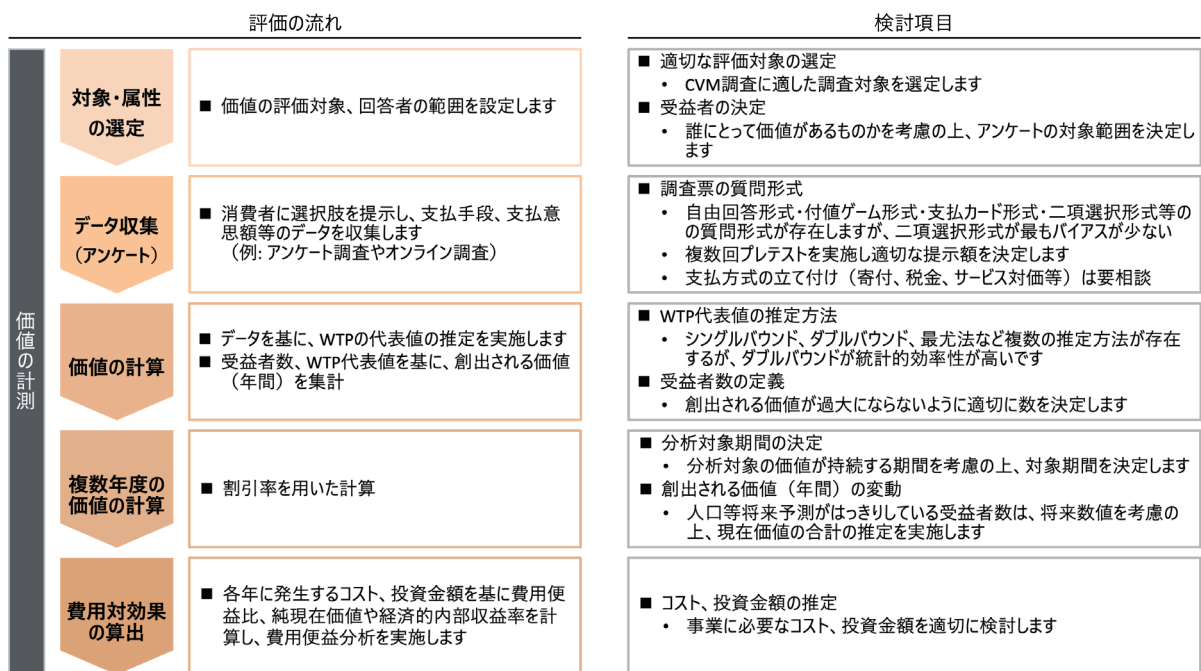 評価の流れ
検討項目
価値の計測
対象・属性
の選定
■ 価値の評価対象、回答者の範囲を設定します
■ 適切な評価対象の選定
• CVM調査に適した調査対象を選定します
■ 受益者の決定
• 誰にとって価値があるものかを考慮の上、アンケートの対象範囲を決定し
ます
データ収集
（アンケート）
■ 消費者に選択肢を提示し、支払手段、支払意
思額等のデータを収集します
（例: アンケート調査やオンライン調査）
■ 調査票の質問形式
• 自由回答形式・付値ゲーム形式・支払カード形式・二項選択形式等の
の質問形式が存在しますが、二項選択形式が最もバイアスが少ない
• 複数回プレテストを実施し適切な提示額を決定します
• 支払方式の立て付け（寄付、税金、サービス対価等）は要相談
価値の計算
■ データを基に、WTPの代表値の推定を実施します
■ 受益者数、WTP代表値を基に、創出される価値
（年間）を集計
■ WTP代表値の推定方法
• シングルバウンド、ダブルバウンド、最尤法など複数の推定方法が存在
するが、ダブルバウンドが統計的効率性が高いです
■ 受益者数の定義
• 創出される価値が過大にならないように適切に数を決定します
複数年度の
価値の計算
■ 割引率を用いた計算
■ 分析対象期間の決定
• 分析対象の価値が持続する期間を考慮の上、対象期間を決定します
■ 創出される価値（年間）の変動
• 人口等将来予測がはっきりしている受益者数は、将来数値を考慮の
上、現在価値の合計の推定を実施します
費用対効果
の算出
■ 各年に発生するコスト、投資金額を基に費用便
益比、純現在価値や経済的内部収益率を計
算し、費用便益分析を実施します
■ コスト、投資金額の推定
• 事業に必要なコスト、投資金額を適切に検討します